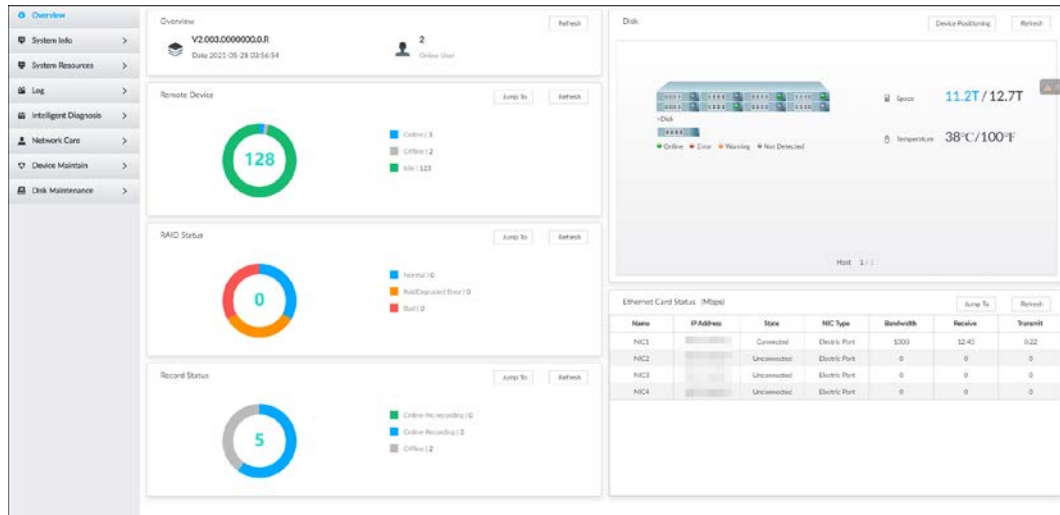 Overview
System Info
System Resources
Log
Intelligent Diagnosis
Network Care
Device Maintain
Disk Maintenance
Overview
Refresh
V2.003.0000000.0.R
Date 2021-05-28 03:56:54
2
Online User
Remote Device
Jump To
Refresh
128
Online | 3
Offline | 2
Idle | 123
RAID Status
Jump To
Refresh
0
Normal | 0
RaidDegraded Error | 0
Bad | 0
Record Status
Jump To
Refresh
5
Online-No recording | 0
Online-Recording | 3
Offline | 2
Disk
Device Positioning
Refresh
Disk
Online Error Warning Not Detected
Space 11.2T / 12.7T
Temperature 38°C/100°F
Host 1 / 1
Ethernet Card Status (Mbps)
Jump To
Refresh
Name IP Address State NIC Type Bandwidth Receive Transmit
NIC1 Connected Electric Port 1000 12.40 0.22
NIC2 Unconnected Electric Port 0 0 0
NIC3 Unconnected Electric Port 0 0 0
NIC4 Unconnected Electric Port 0 0 0